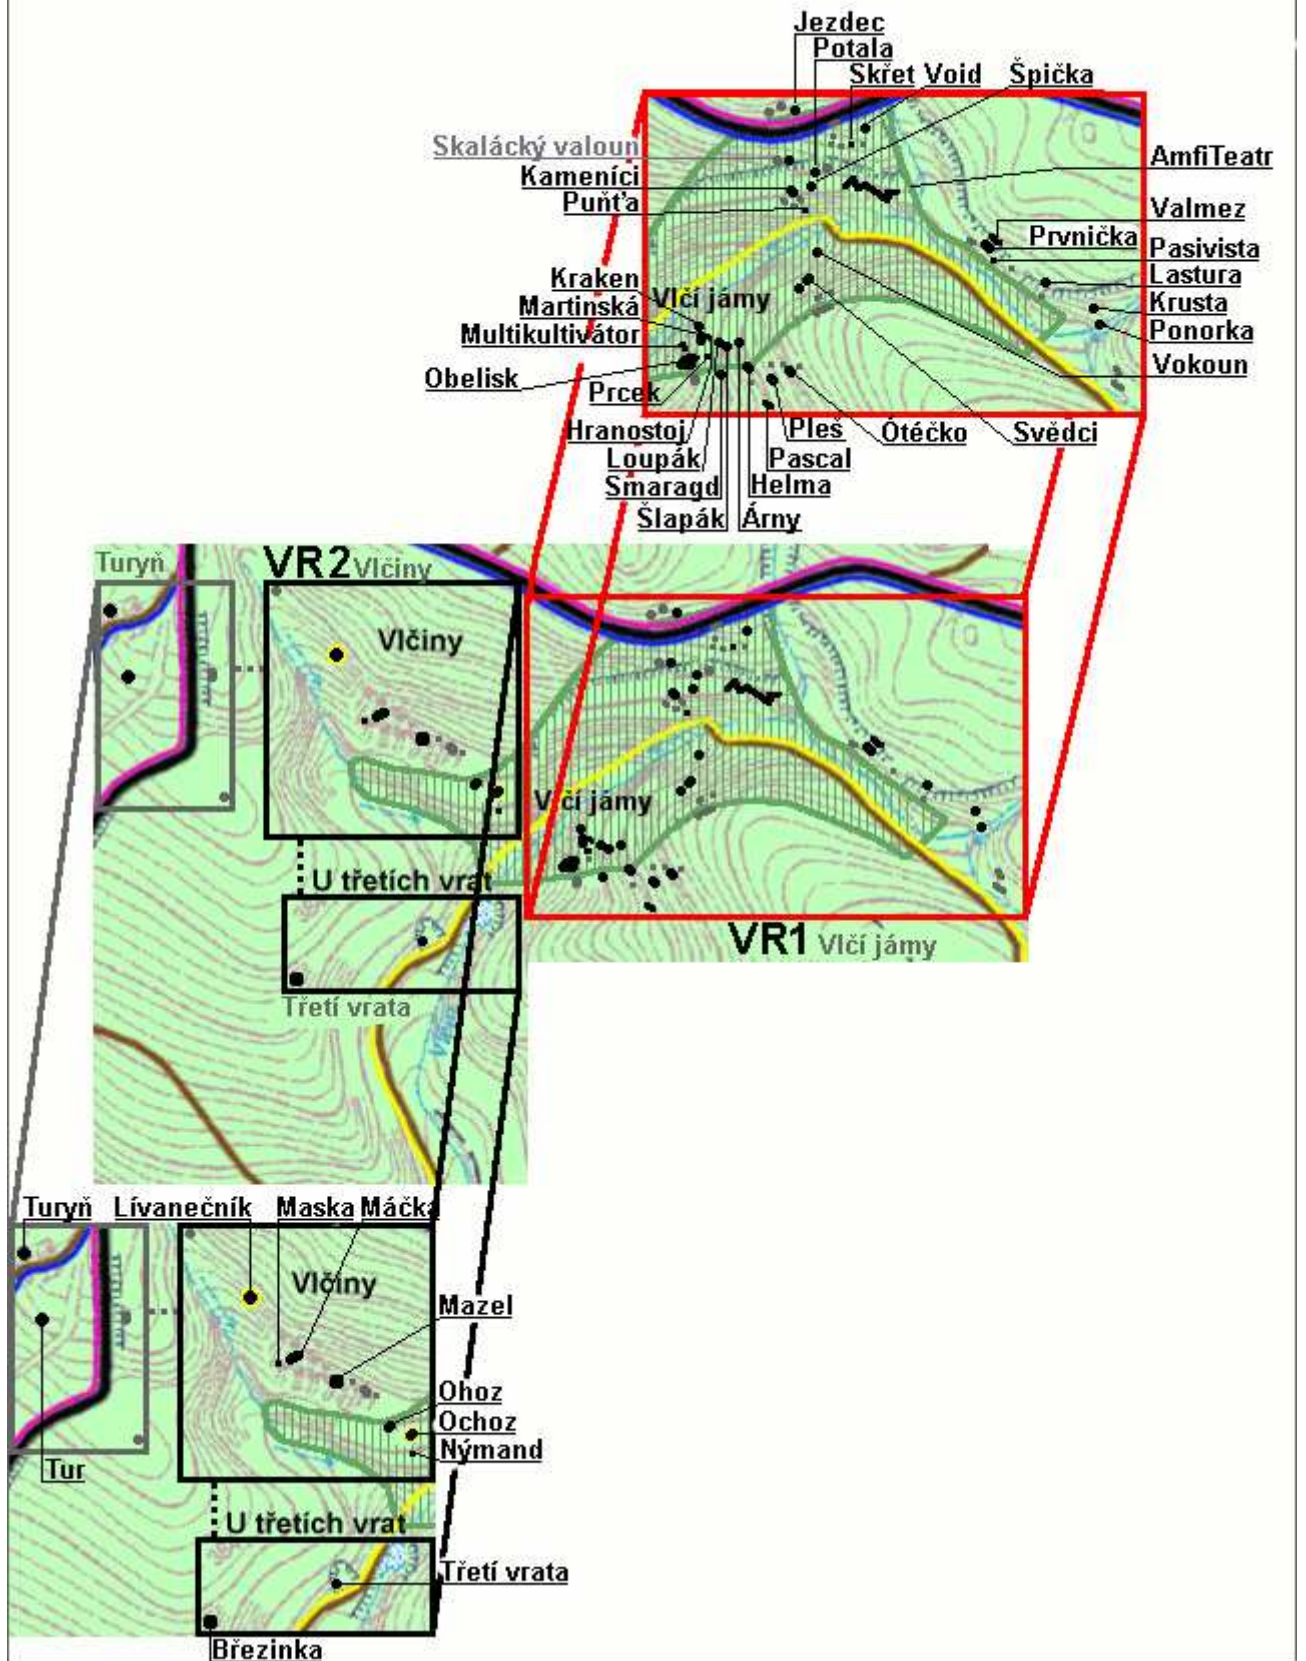 Jezdec
Potala
Skřet Void Špička
Skalácký valoun
AmfiTeatr
Kameníci
Puňťa
Valmez
Prvnička
Pasivista
Kraken
Lastura
Vlčí jámy
Martinská
Krusta
Multikultivátor
Ponorka
Vokoun
Obelisk
Prcek
Hranostoj
Pleš
Ótéčko
Svědci
Loupák
Pascal
Smaragd
Helma
Šlapák
Árny
Turyň
VR2 Vlčiny
Vlčiny
Vlčí jámy
U třetích vrat
VR1 Vlčí jámy
Třetí vrata
Turyň
Lívanečník
Maska
Máčka
Vlčiny
Mazel
Ohoz
Ochoz
Nýmand
Tur
U třetích vrat
Třetí vrata
Březinka